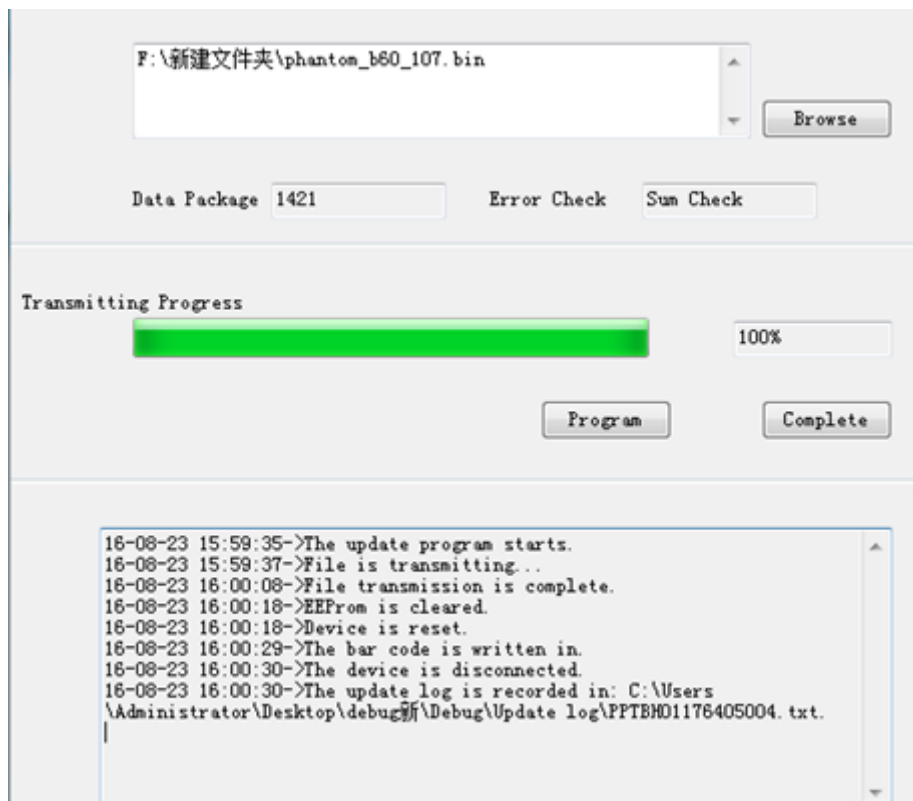 F:\新建文件夹\phantom_b60_107.bin
Browse
Data Package 1421 Error Check Sum Check
Transmitting Progress
100%
Program Complete
16-08-23 15:59:35->The update program starts.
16-08-23 15:59:37->File is transmitting...
16-08-23 16:00:08->File transmission is complete.
16-08-23 16:00:18->EEProm is cleared.
16-08-23 16:00:18->Device is reset.
16-08-23 16:00:29->The bar code is written in.
16-08-23 16:00:30->The device is disconnected.
16-08-23 16:00:30->The update log is recorded in: C:\Users
\Administrator\Desktop\debug新\Debug\Update log\PPTBH01176405004.txt.